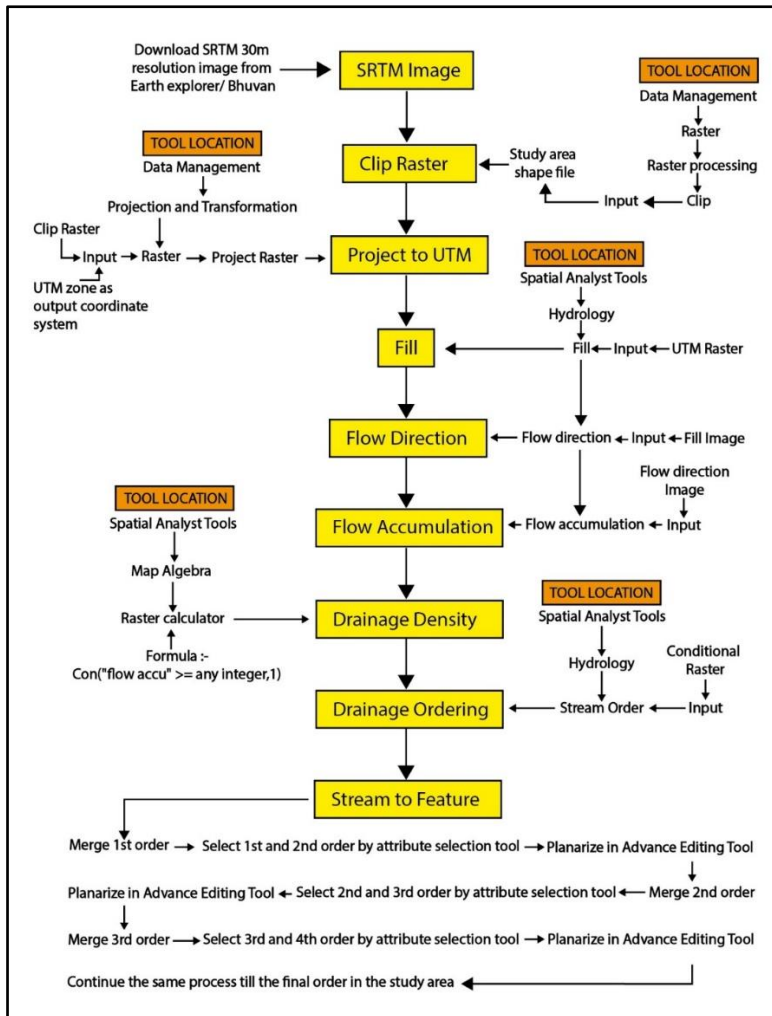 Download SRTM 30m
resolution image from
Earth explorer/ Bhuvan
SRTM Image
TOOL LOCATION
Data Management
Raster
Raster processing
Clip
Input
Study area
shape file
Clip Raster
TOOL LOCATION
Data Management
Projection and Transformation
Clip Raster
Input
Raster
Project Raster
UTM zone as
output coordinate
system
Project to UTM
TOOL LOCATION
Spatial Analyst Tools
Hydrology
Fill
Fill
Input
UTM Raster
Flow Direction
Flow direction
Input
Fill Image
Flow direction
Image
Flow Accumulation
Flow accumulation
Input
TOOL LOCATION
Spatial Analyst Tools
Map Algebra
Raster calculator
Formula :-
Con("flow accu" >= any integer,1)
Drainage Density
TOOL LOCATION
Spatial Analyst Tools
Hydrology
Conditional
Raster
Drainage Ordering
Stream Order
Input
Stream to Feature
Merge 1st order
Select 1st and 2nd order by attribute selection tool
Planarize in Advance Editing Tool
Planarize in Advance Editing Tool
Select 2nd and 3rd order by attribute selection tool
Merge 2nd order
Merge 3rd order
Select 3rd and 4th order by attribute selection tool
Planarize in Advance Editing Tool
Continue the same process till the final order in the study area